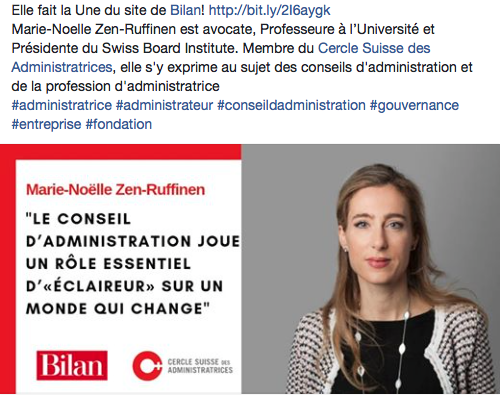 Elle fait la Une du site de Bilan! http://bit.ly/2I6aygk
Marie-Noelle Zen-Ruffinen est avocate, Professeure à l'Université et
Présidente du Swiss Board Institute. Membre du Cercle Suisse des
Administratrices, elle s'y exprime au sujet des conseils d'administration et
de la profession d'administratrice
#administratrice #administrateur #conseildadministration #gouvernance
#entreprise #fondation
Marie-Noëlle Zen-Ruffinen
"LE CONSEIL
D'ADMINISTRATION JOUE
UN RÔLE ESSENTIEL
D'«ÉCLAIREUR» SUR UN
MONDE QUI CHANGE"
Bilan
CERCLE SUISSE DES
ADMINISTRATRICES